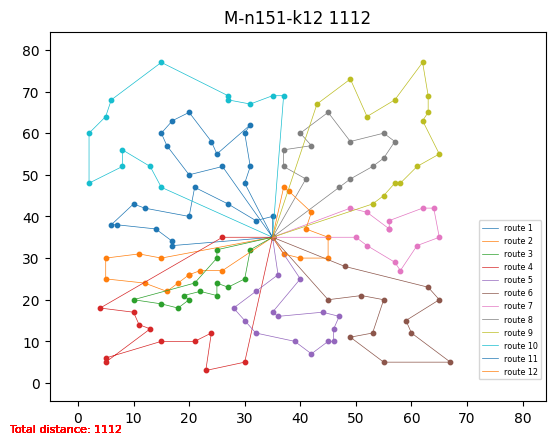 M-n151-k12 1112
80
70
60
50
40
30
20
10
0
route 1
route 2
route 3
route 4
route 5
route 6
route 7
route 8
route 9
route 10
route 11
route 12
0 10 20 30 40 50 60 70 80
Total distance: 1112